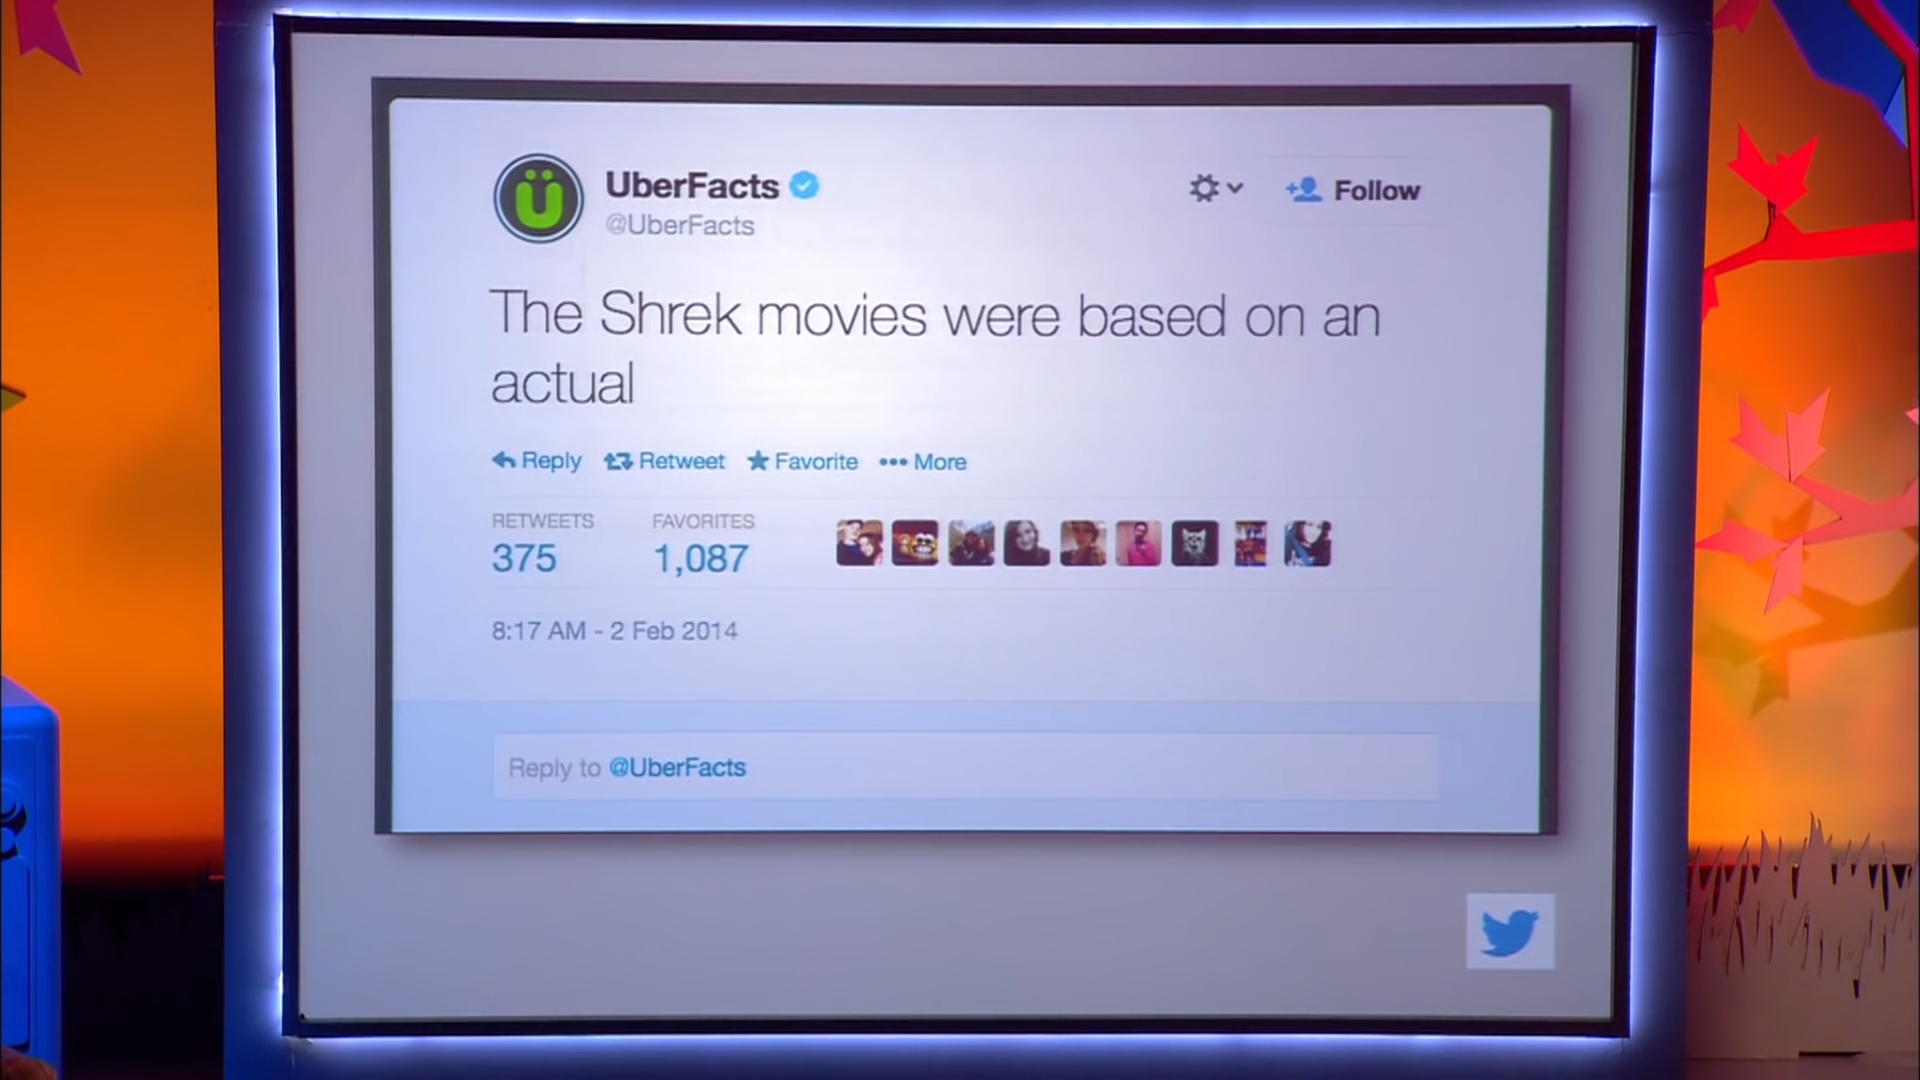 UberFacts
@UberFacts
Follow
The Shrek movies were based on an
actual
Reply Retweet Favorite More
RETWEETS FAVORITES
375 1,087
8:17 AM - 2 Feb 2014
Reply to @UberFacts